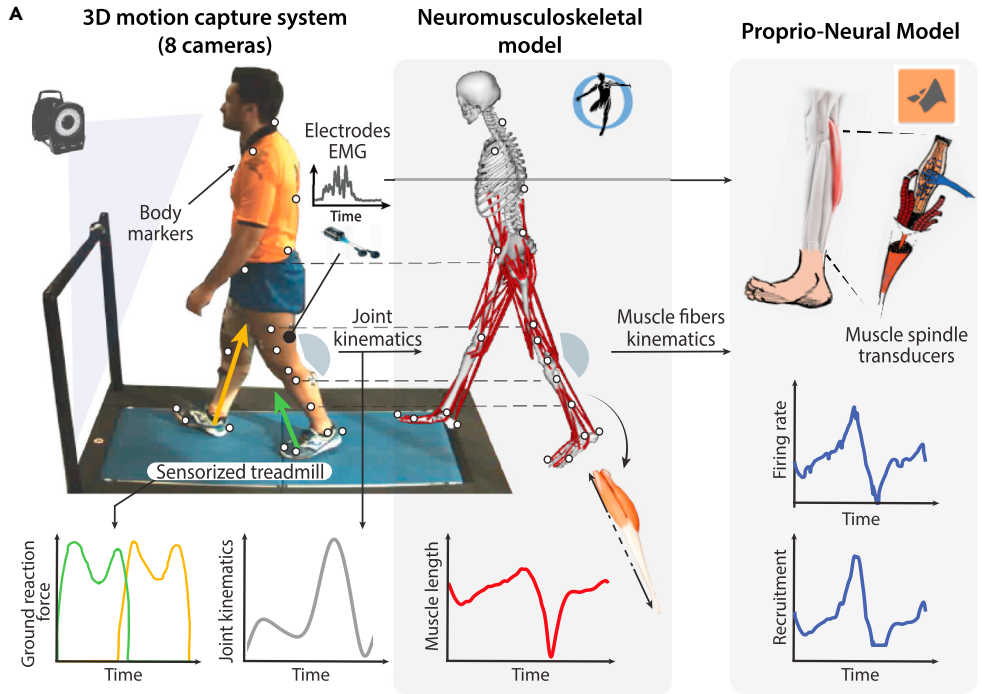 A
3D motion capture system
(8 cameras)
Neuromusculoskeletal
model
Proprio-Neural Model
Electrodes
EMG
Time
Body
markers
Joint
kinematics
Muscle fibers
kinematics
Muscle spindle
transducers
Sensorized treadmill
Ground reaction
force
Time
Joint kinematics
Time
Muscle length
Time
Firing rate
Time
Recruitment
Time